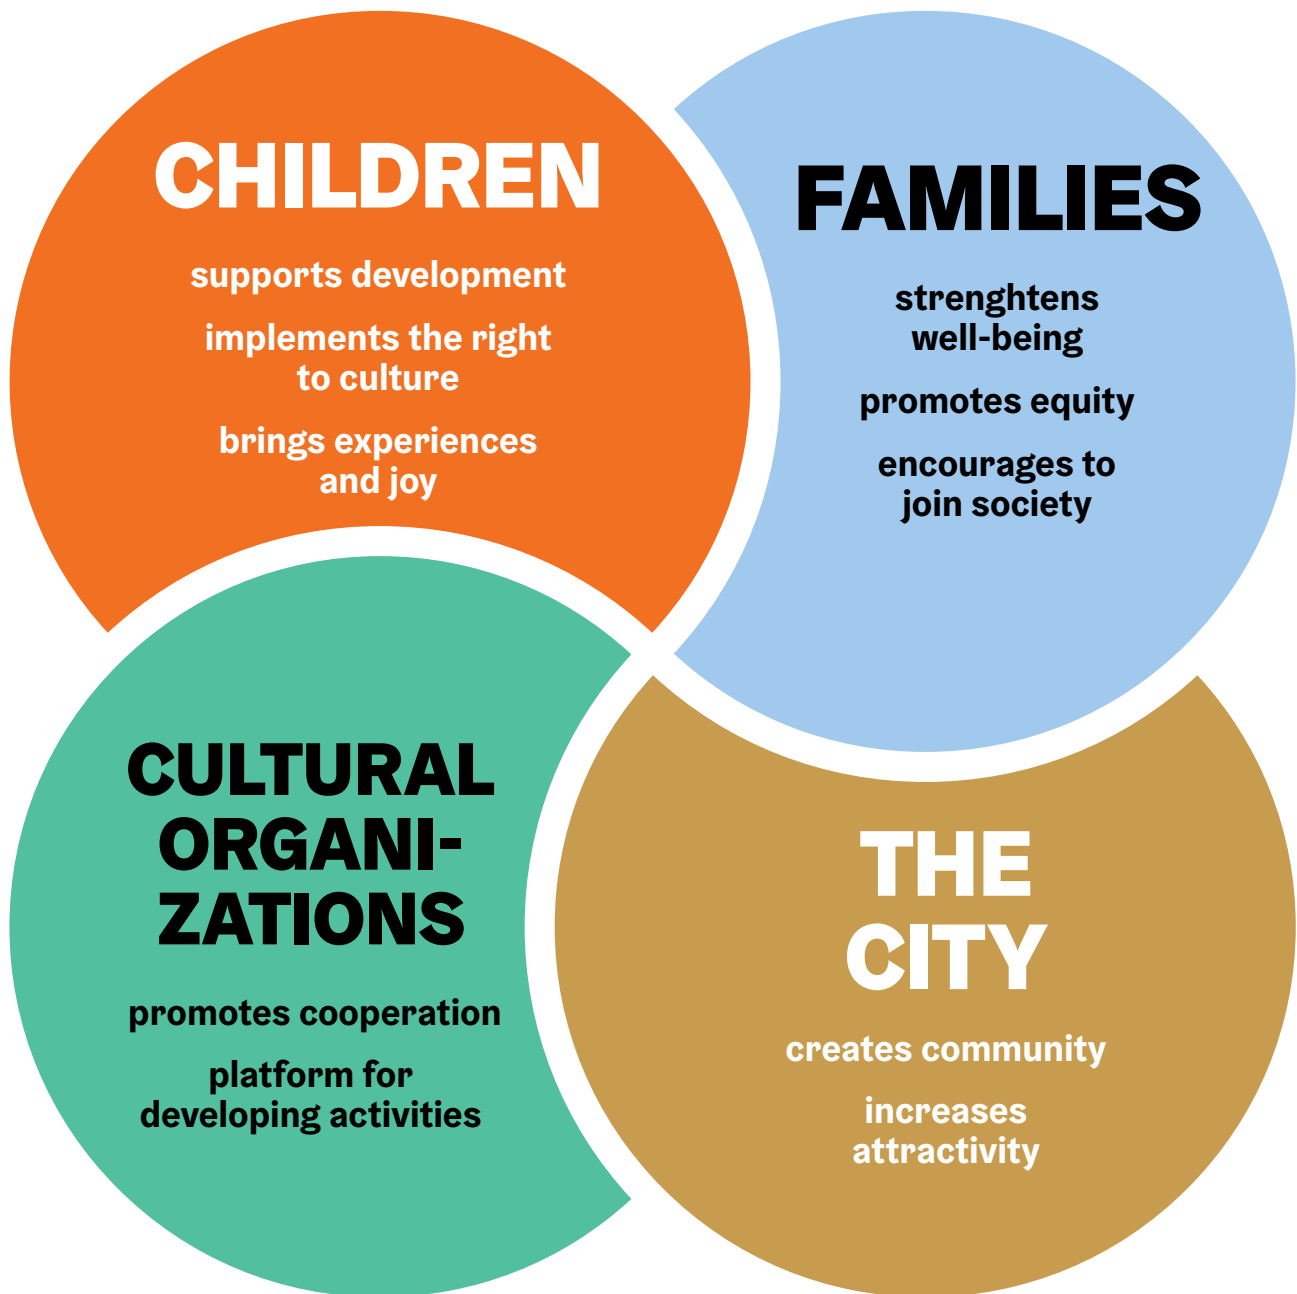 CHILDREN
supports development
implements the right
to culture
brings experiences
and joy
FAMILIES
strenghtens
well-being
promotes equity
encourages to
join society
CULTURAL
ORGANI-
ZATIONS
promotes cooperation
platform for
developing activities
THE
CITY
creates community
increases
attractivity